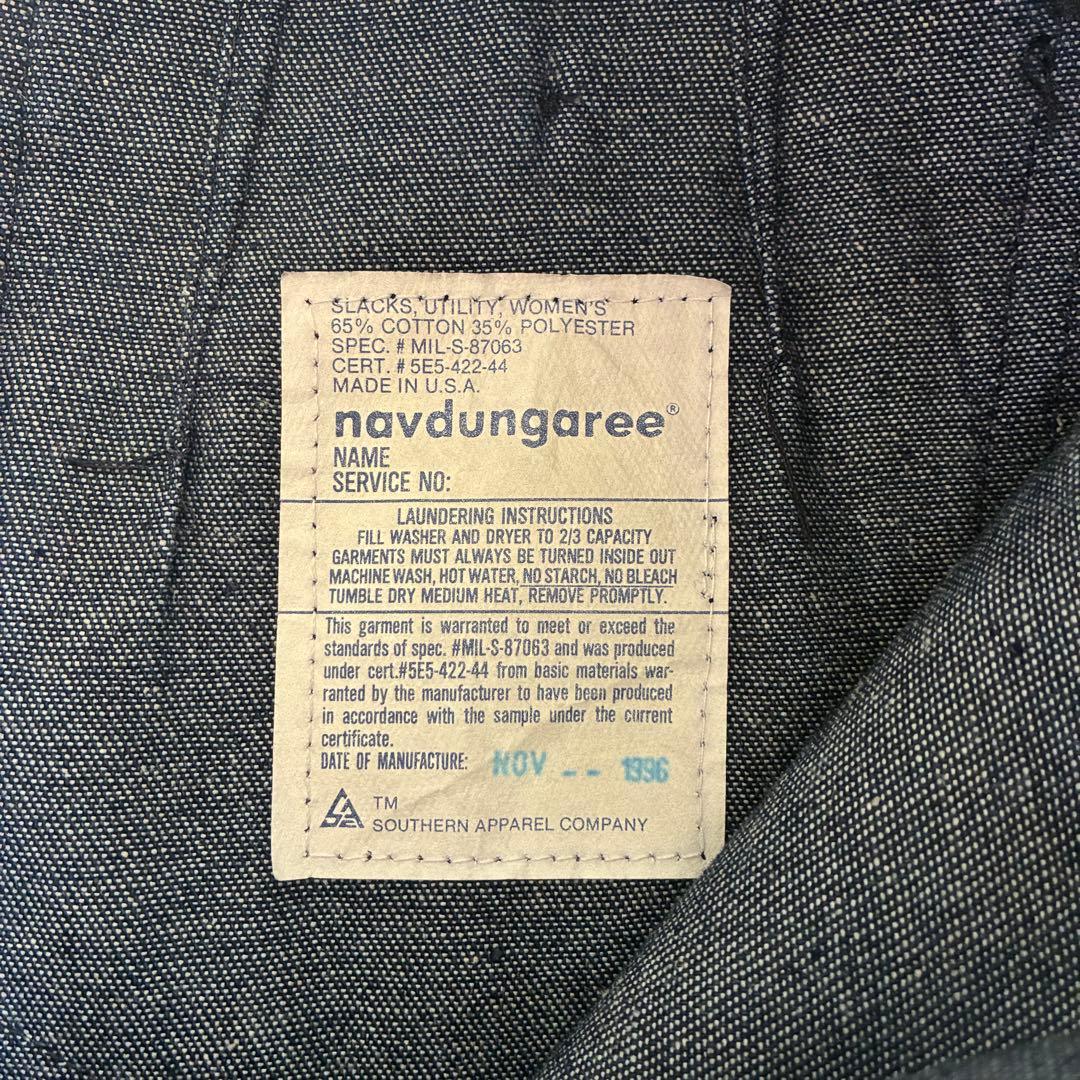 SLACKS, UTILITY, WOMEN'S
65% COTTON 35% POLYESTER
SPEC. # MIL-S-87063
CERT. # 5E5-422-44
MADE IN U.S.A.
navdungaree®
NAME
SERVICE NO:
LAUNDERING INSTRUCTIONS
FILL WASHER AND DRYER TO 2/3 CAPACITY
GARMENTS MUST ALWAYS BE TURNED INSIDE OUT
MACHINE WASH, HOT WATER, NO STARCH, NO BLEACH
TUMBLE DRY MEDIUM HEAT, REMOVE PROMPTLY.
This garment is warranted to meet or exceed the
standards of spec. #MIL-S-87063 and was produced
under cert.#5E5-422-44 from basic materials war-
ranted by the manufacturer to have been produced
in accordance with the sample under the current
certificate.
DATE OF MANUFACTURE: NOV -- 1996
TM
SOUTHERN APPAREL COMPANY